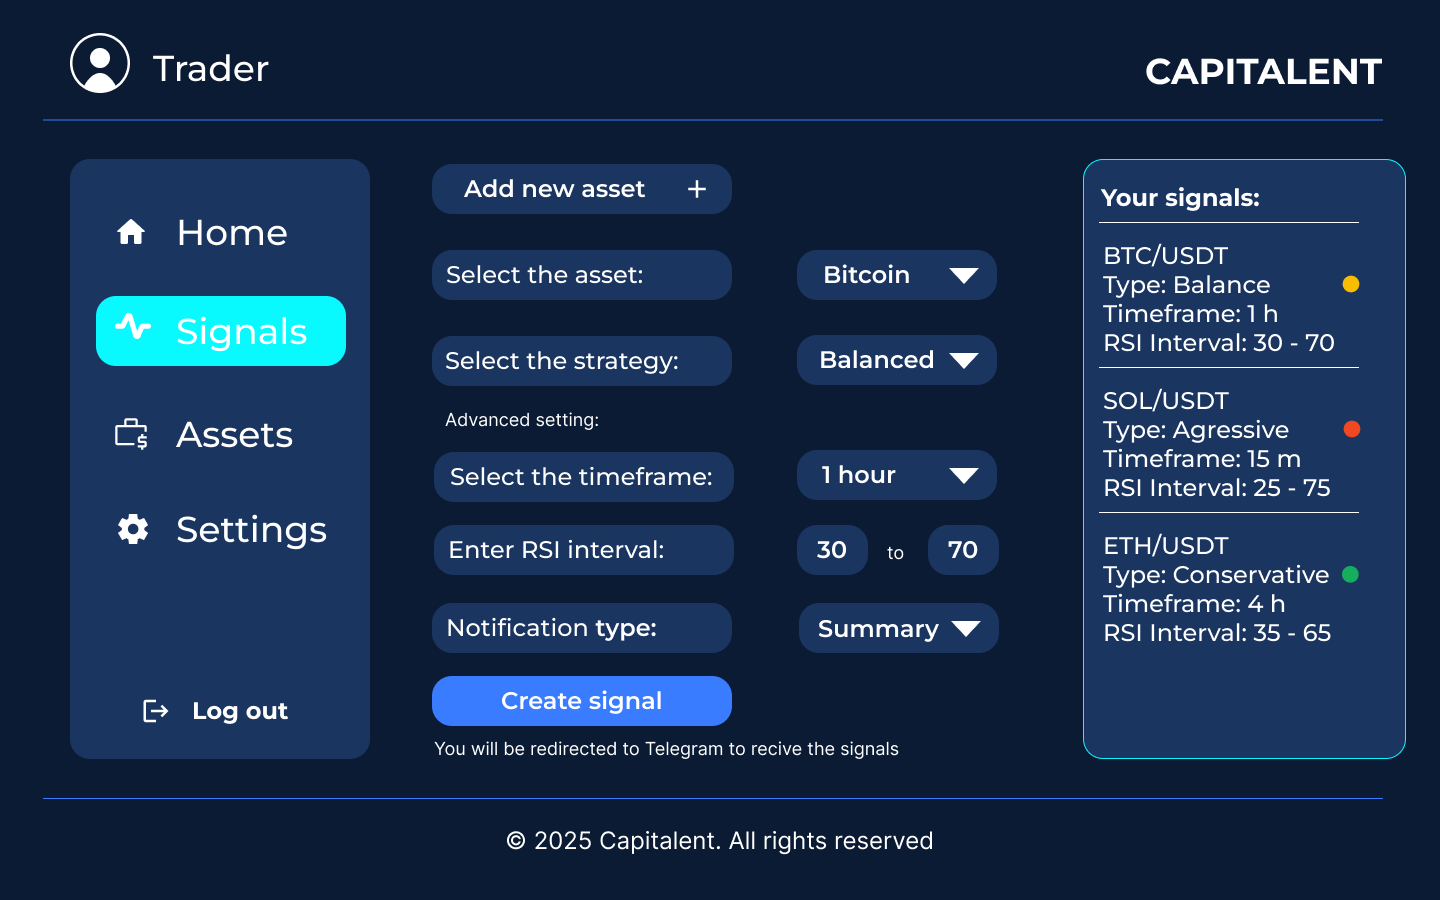 Trader
CAPITALENT
Home
Signals
Assets
Settings
Log out
Add new asset +
Select the asset:
Bitcoin
Select the strategy:
Balanced
Advanced setting:
Select the timeframe:
1 hour
Enter RSI interval:
30 to 70
Notification type:
Summary
Create signal
You will be redirected to Telegram to recive the signals
Your signals:
BTC/USDT
Type: Balance
Timeframe: 1 h
RSI Interval: 30 - 70
SOL/USDT
Type: Agressive
Timeframe: 15 m
RSI Interval: 25 - 75
ETH/USDT
Type: Conservative
Timeframe: 4 h
RSI Interval: 35 - 65
© 2025 Capitalent. All rights reserved